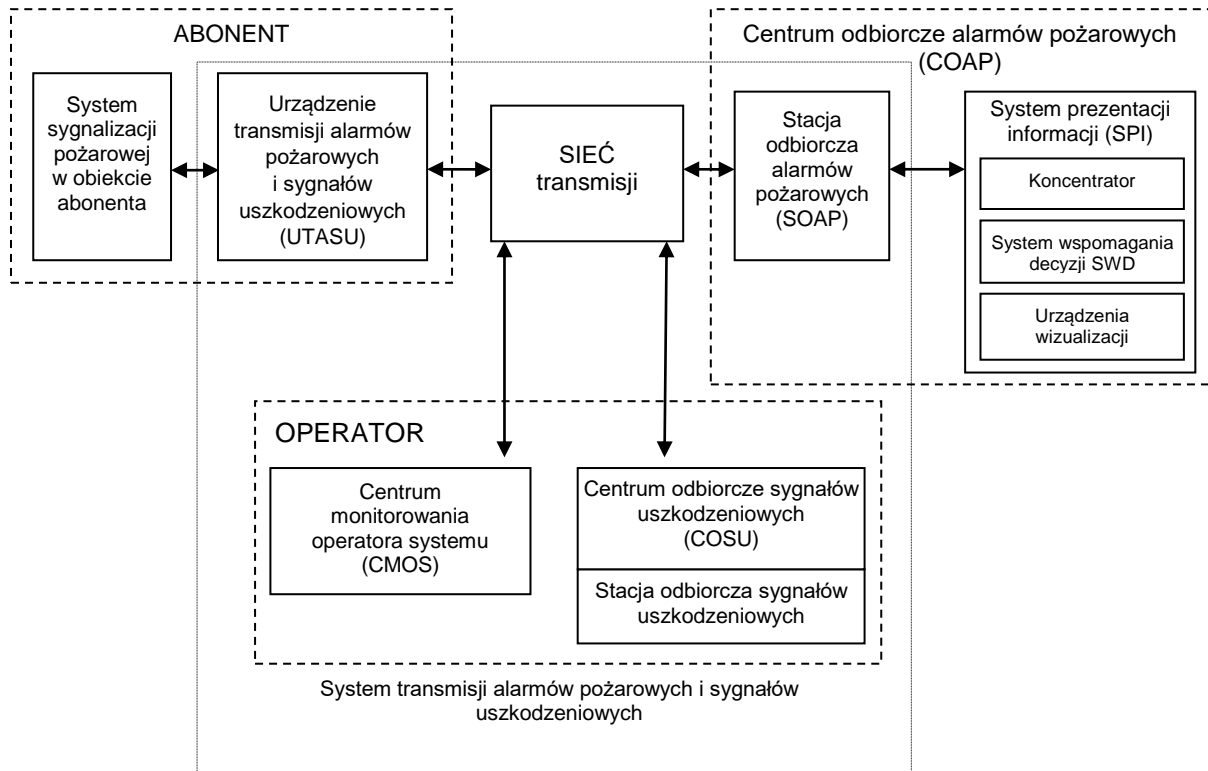 ABONENT
System
sygnalizacji
pożarowej
w obiekcie
abonenta
Urządzenie
transmisji alarmów
pożarowych
i sygnałów
uszkodzeniowych
(UTASU)
SIEĆ
transmisji
Centrum odbiorcze alarmów pożarowych
(COAP)
Stacja
odbiorcza
alarmów
pożarowych
(SOAP)
System prezentacji
informacji (SPI)
Koncentrator
System wspomagania
decyzji SWD
Urządzenia
wizualizacji
OPERATOR
Centrum
monitorowania
operatora systemu
(CMOS)
Centrum odbiorcze sygnałów
uszkodzeniowych
(COSU)
Stacja odbiorcza sygnałów
uszkodzeniowych
System transmisji alarmów pożarowych i sygnałów
uszkodzeniowych